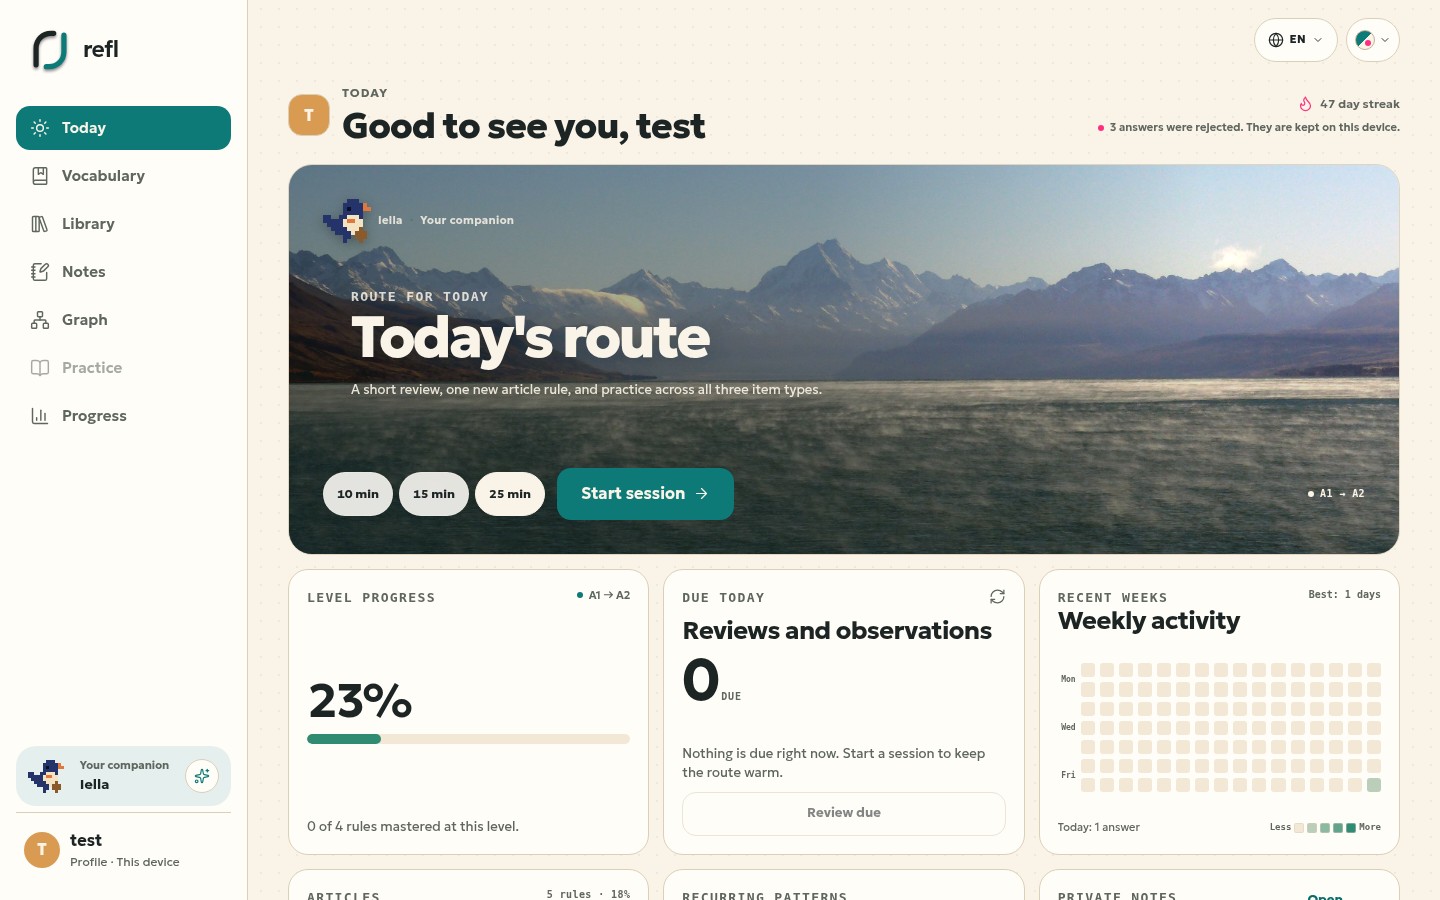 refl
Today
Vocabulary
Library
Notes
Graph
Practice
Progress
Your companion
Iella
T
test
Profile · This device
EN
T
TODAY
Good to see you, test
47 day streak
3 answers were rejected. They are kept on this device.
Iella · Your companion
ROUTE FOR TODAY
Today's route
A short review, one new article rule, and practice across all three item types.
10 min
15 min
25 min
Start session →
A1 → A2
LEVEL PROGRESS
A1 → A2
23%
0 of 4 rules mastered at this level.
DUE TODAY
Reviews and observations
0 DUE
Nothing is due right now. Start a session to keep
the route warm.
Review due
RECENT WEEKS
Best: 1 days
Weekly activity
Mon
Wed
Fri
Today: 1 answer
Less
More
ARTICLES
5 rules · 18%
RECURRING PATTERNS
PRIVATE NOTES
Open